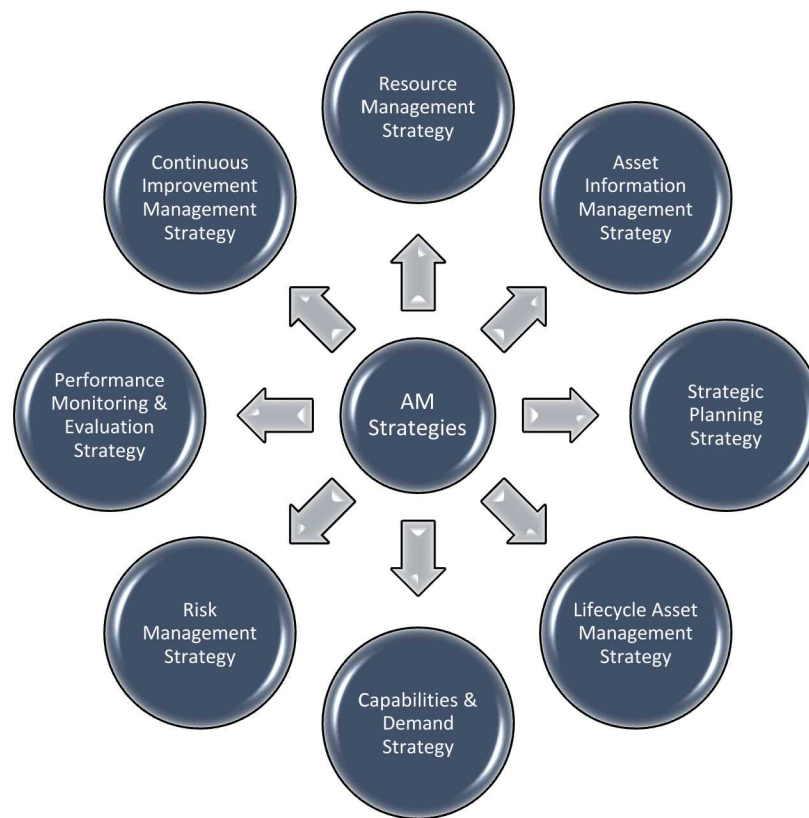 Resource
Management
Strategy
Asset
Information
Management
Strategy
Strategic
Planning
Strategy
Lifecycle Asset
Management
Strategy
Capabilities &
Demand
Strategy
Risk
Management
Strategy
Performance
Monitoring &
Evaluation
Strategy
Continuous
Improvement
Management
Strategy
AM
Strategies